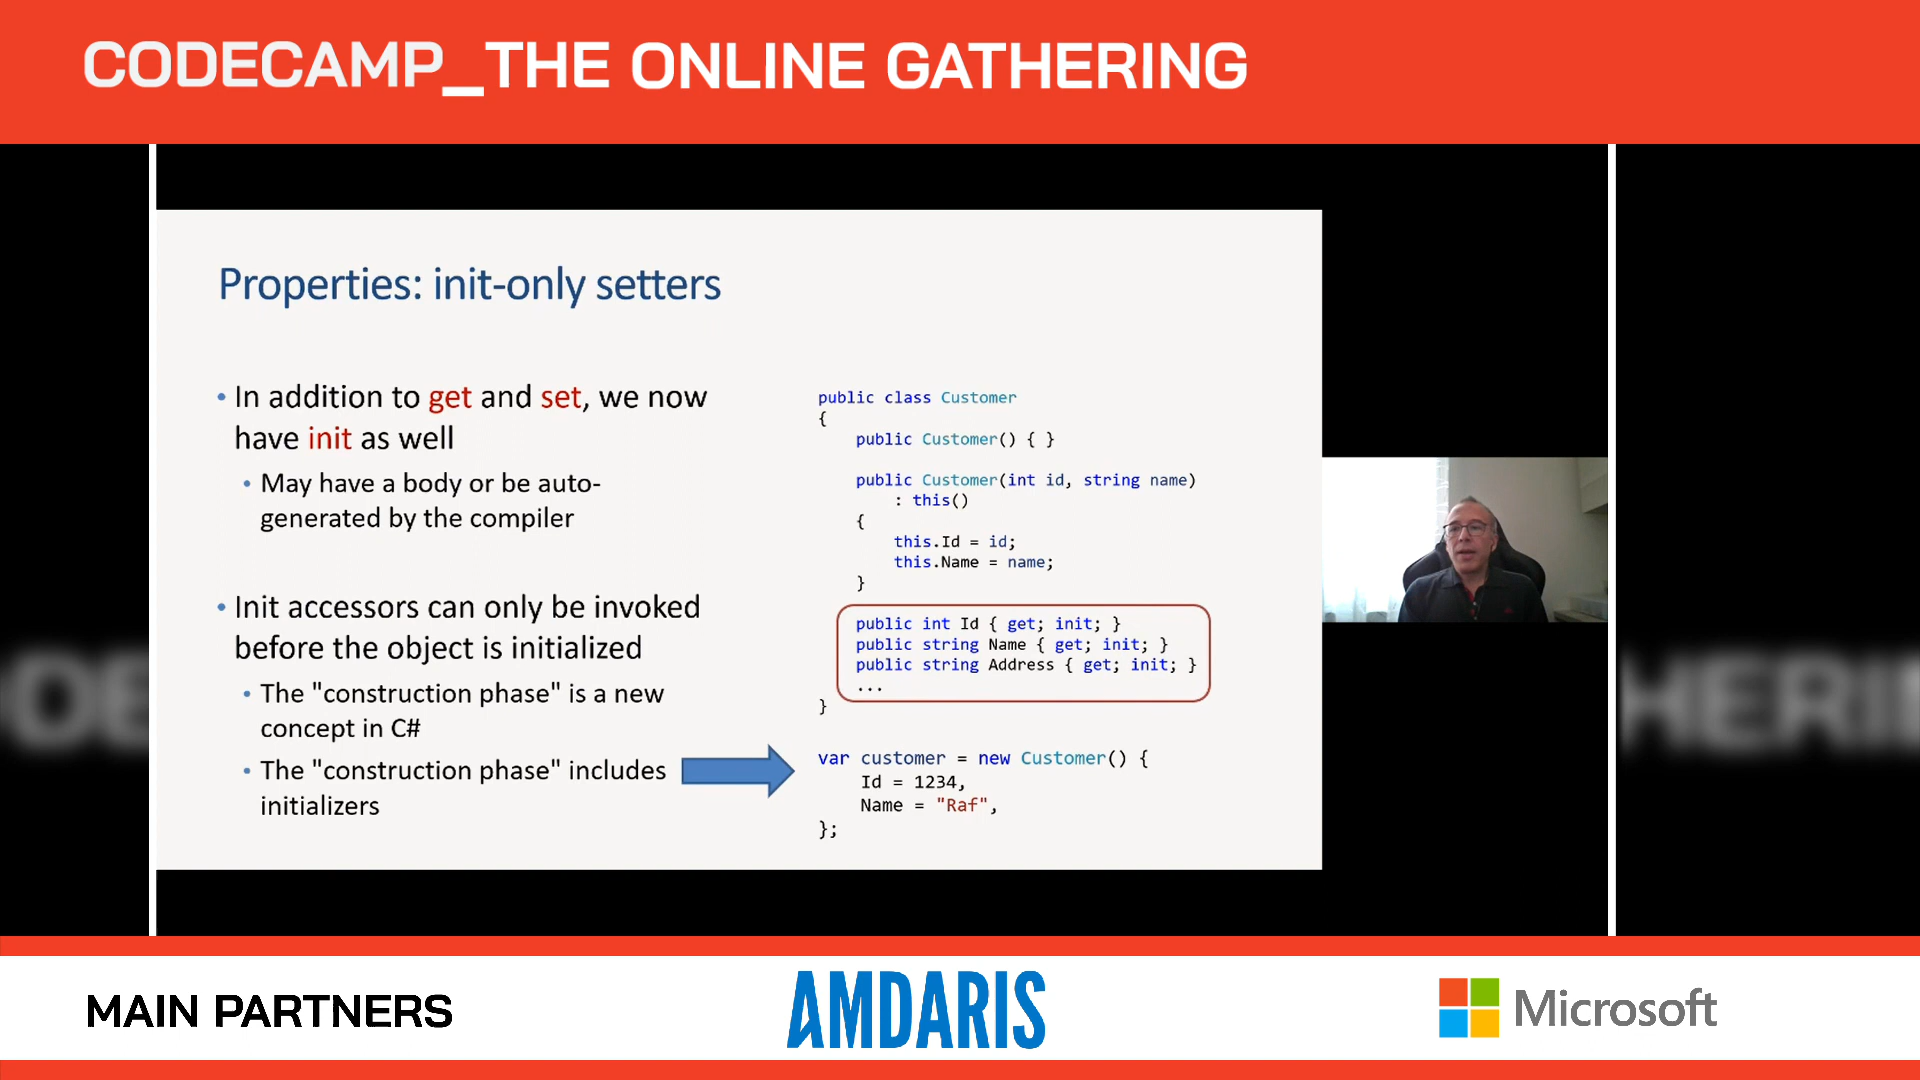 CODECAMP_THE ONLINE GATHERING
Properties: init-only setters
• In addition to get and set, we now
have init as well
• May have a body or be auto-
generated by the compiler
• Init accessors can only be invoked
before the object is initialized
• The "construction phase" is a new
concept in C#
• The "construction phase" includes
initializers
public class Customer
{
public Customer() { }
public Customer(int id, string name)
: this()
{
this.Id = id;
this.Name = name;
}
public int Id { get; init; }
public string Name { get; init; }
public string Address { get; init; }
...
}
var customer = new Customer() {
Id = 1234,
Name = "Raf",
};
MAIN PARTNERS
AMDARIS
Microsoft